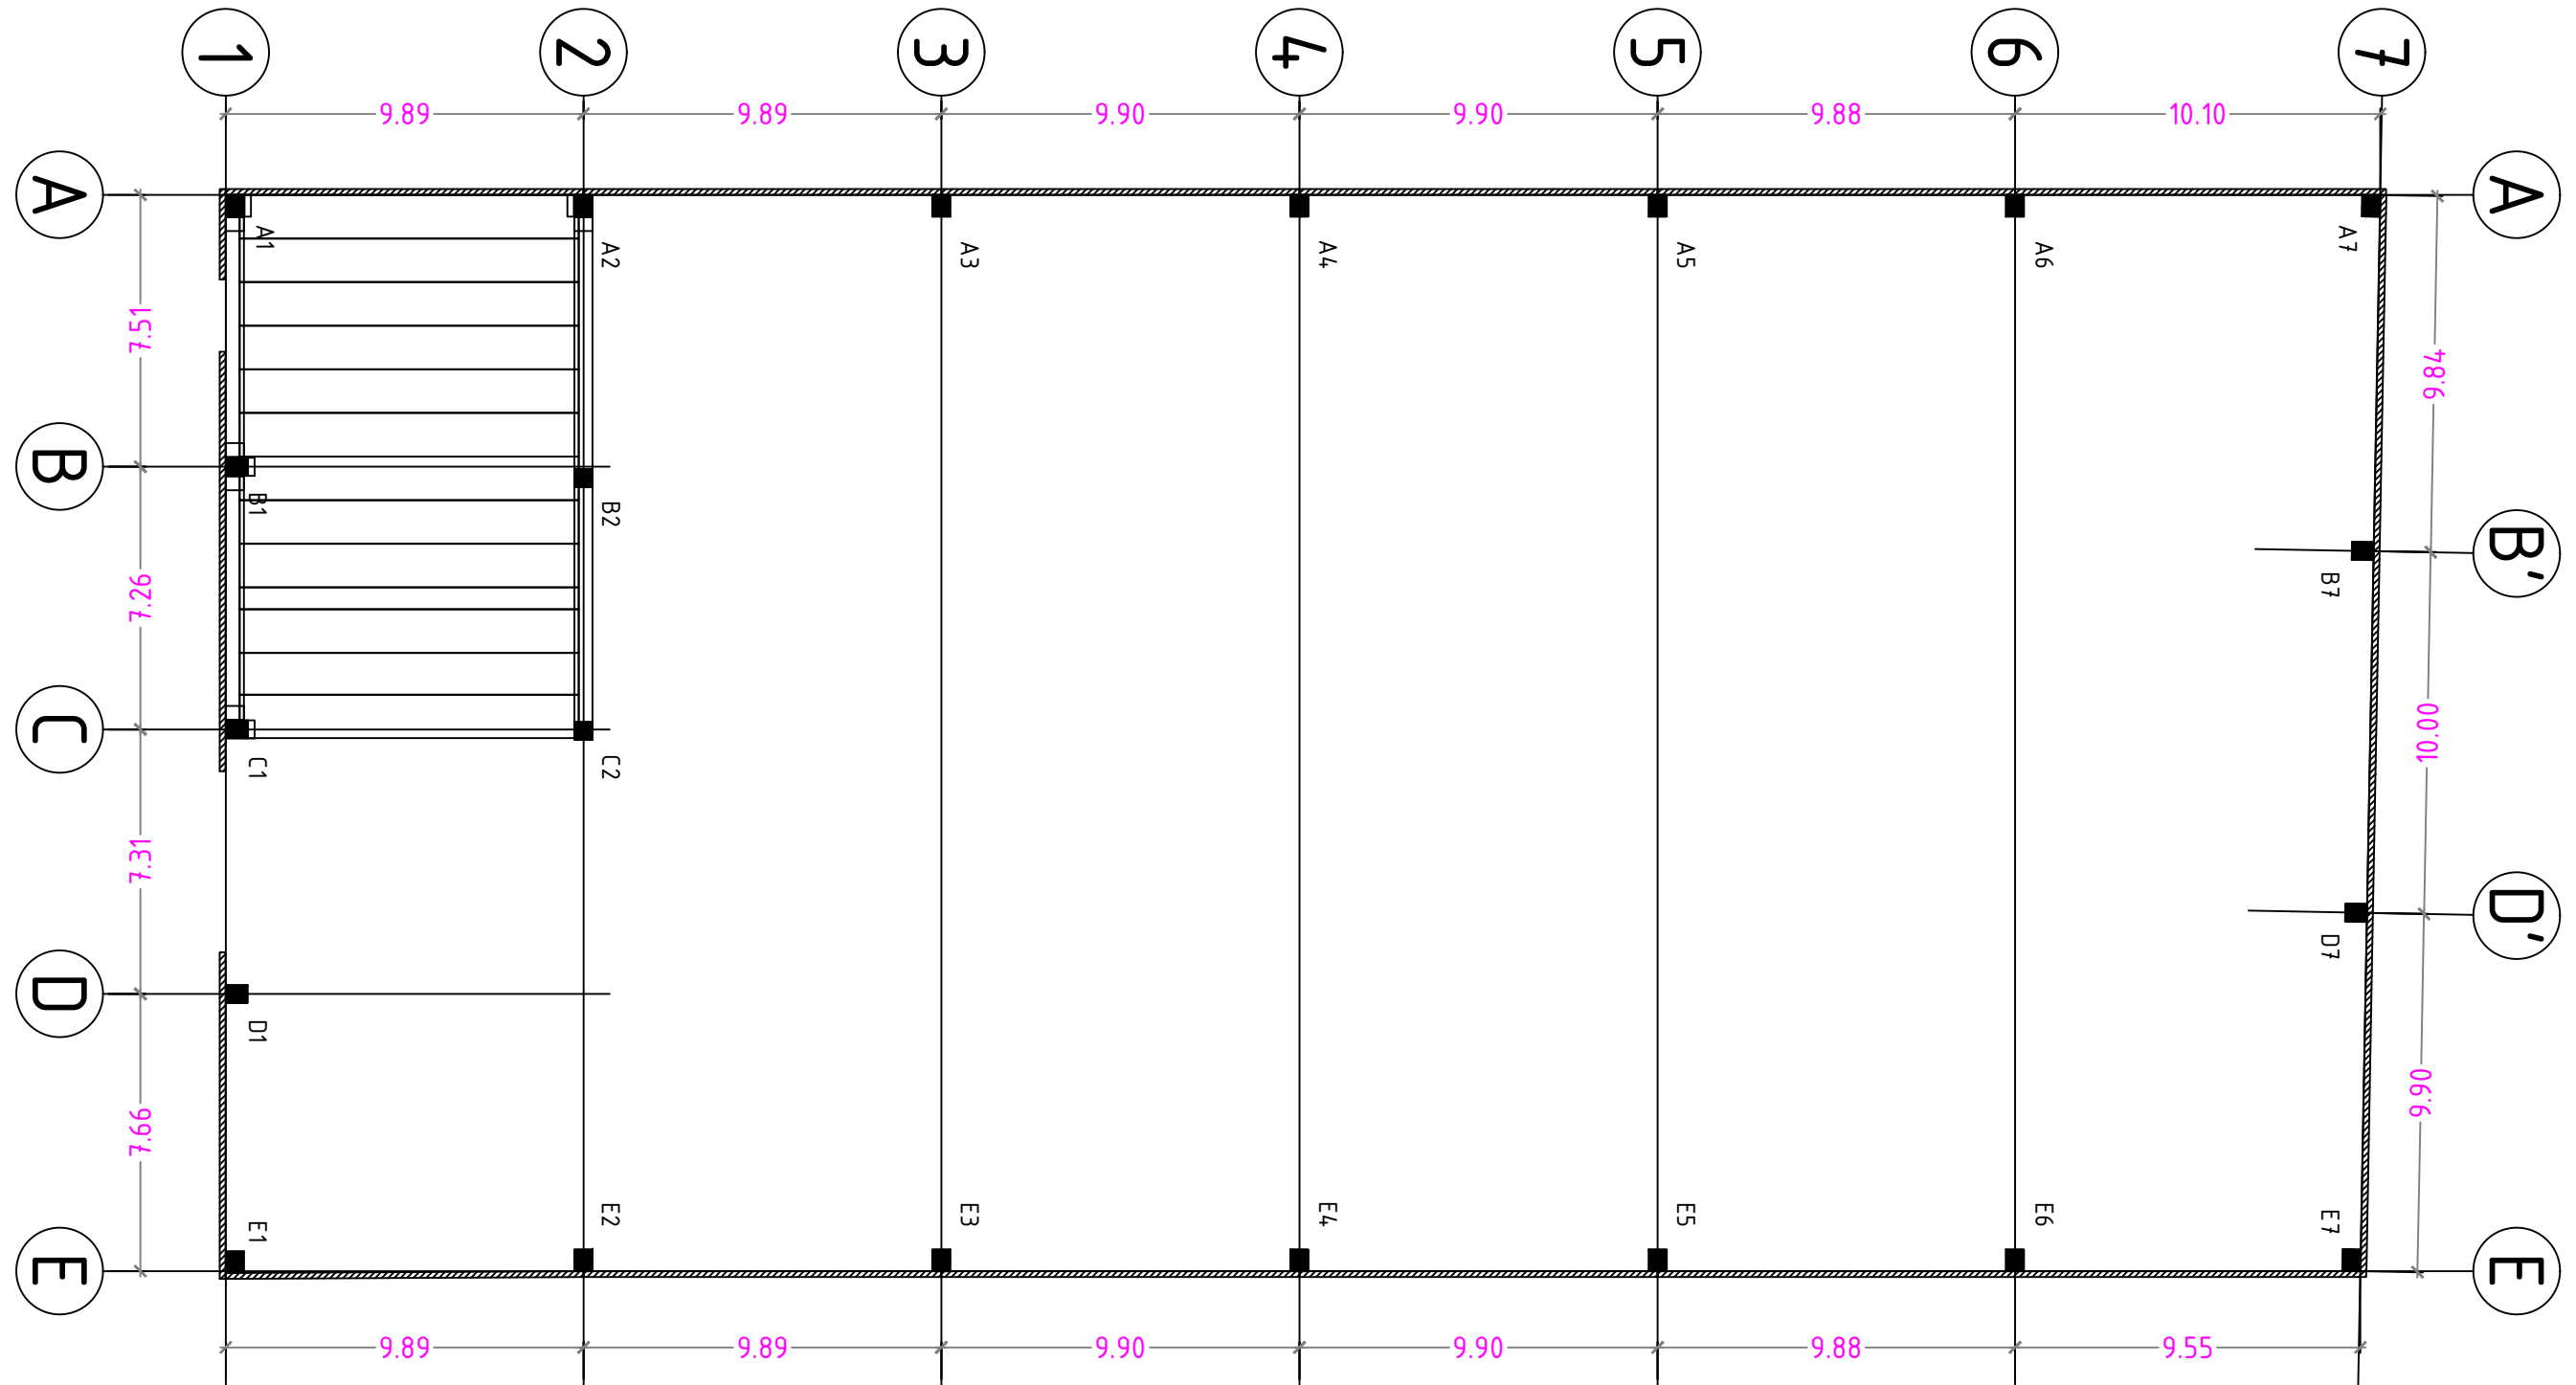 1 2 3 4 5 6 7
9.89 9.89 9.90 9.90 9.88 10.10
A A
A1 A2 A3 A4 A5 A6 A7
7.51 9.84
B B'
B1 B2 B7
7.26 10.00
C
C1 C2
7.31
D' D7
D
D1
7.66 9.90
E1 E2 E3 E4 E5 E6 E7
E E
9.89 9.89 9.90 9.90 9.88 9.55